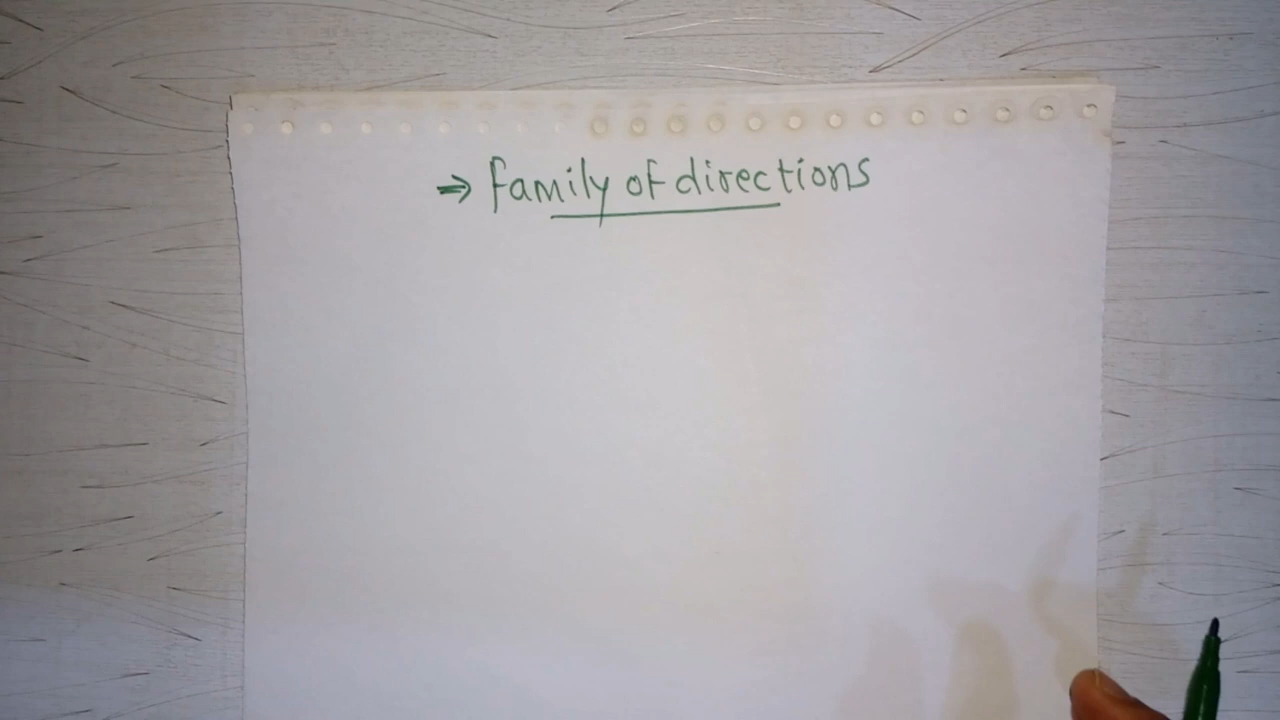 ⇒ family of directions